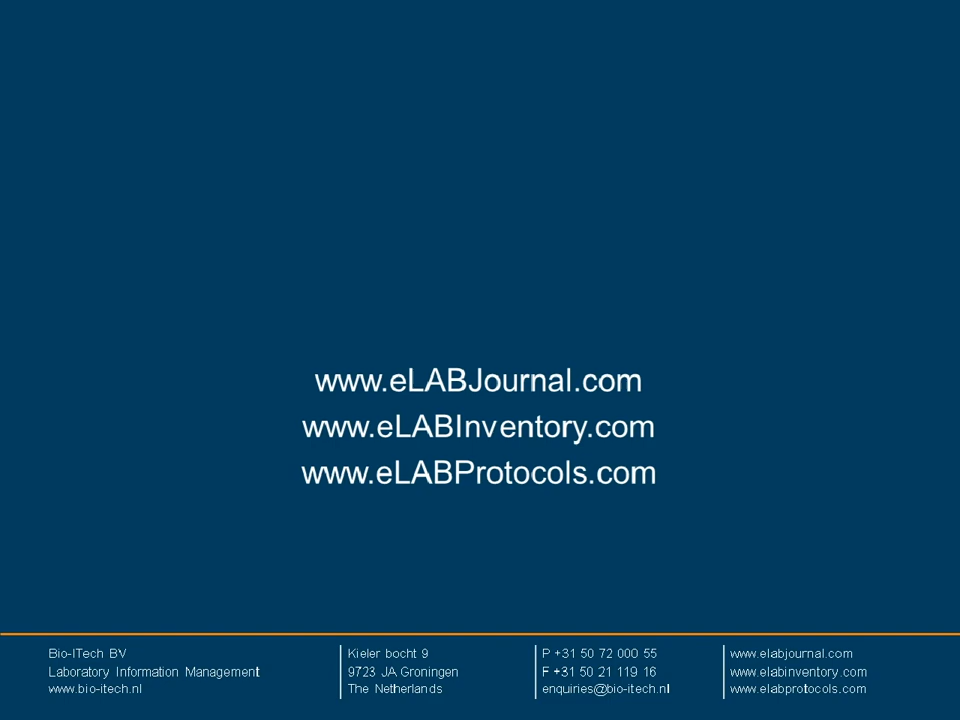 www.eLABJournal.com
www.eLABInventory.com
www.eLABProtocols.com
Bio-ITech BV
Laboratory Information Management
www.bio-itech.nl
Kieler bocht 9
9723 JA Groningen
The Netherlands
P +31 50 72 000 55
F +31 50 21 119 16
enquiries@bio-itech.nl
www.elabjournal.com
www.elabinventory.com
www.elabprotocols.com